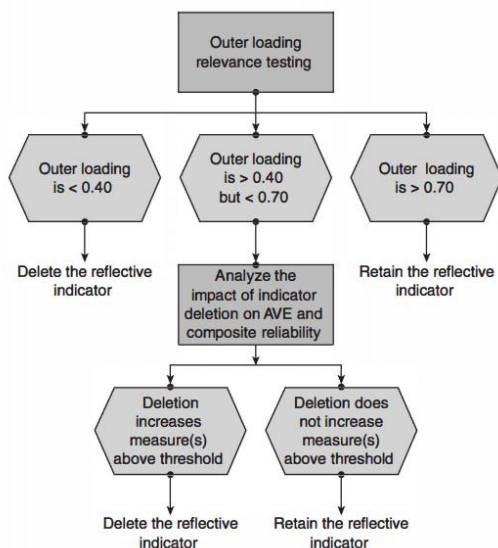 Outer loading
relevance testing
Outer loading
is < 0.40
Outer loading
is > 0.40
but < 0.70
Outer loading
is > 0.70
Delete the reflective
indicator
Analyze the
impact of indicator
deletion on AVE and
composite reliability
Retain the reflective
indicator
Deletion
increases
measure(s)
above threshold
Deletion does
not increase
measure(s)
above threshold
Delete the reflective
indicator
Retain the reflective
indicator